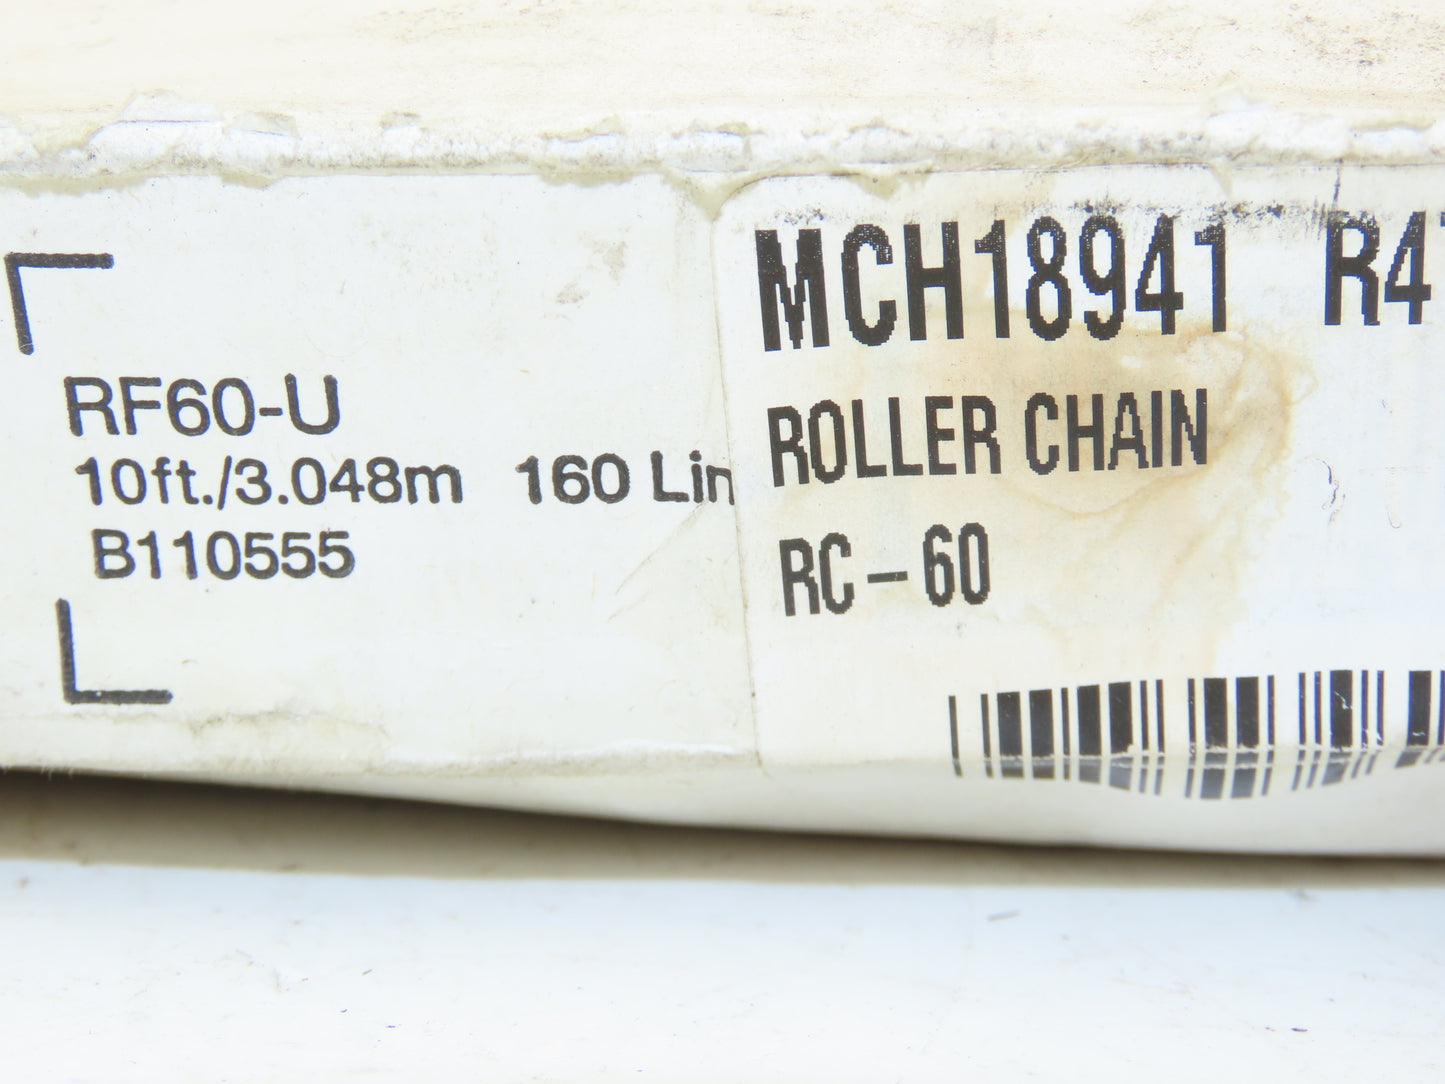 RF60-U
10ft./3.048m 160 Lin
B110555
MCH18941 R4
ROLLER CHAIN
RC-60